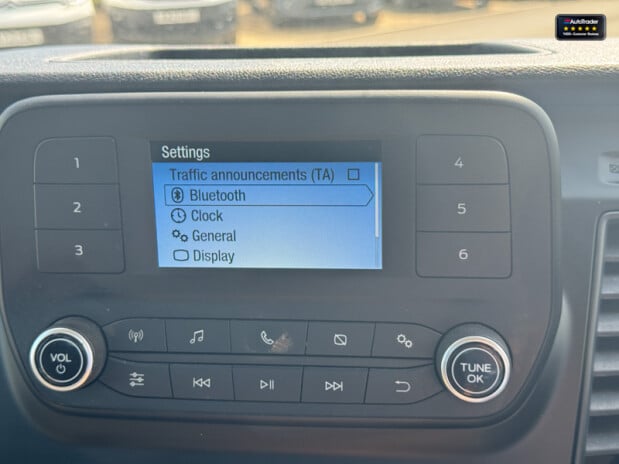 AutoTrader
Settings
Traffic announcements (TA)
Bluetooth
Clock
General
Display
1
2
3
4
5
6
VOL
TUNE
OK